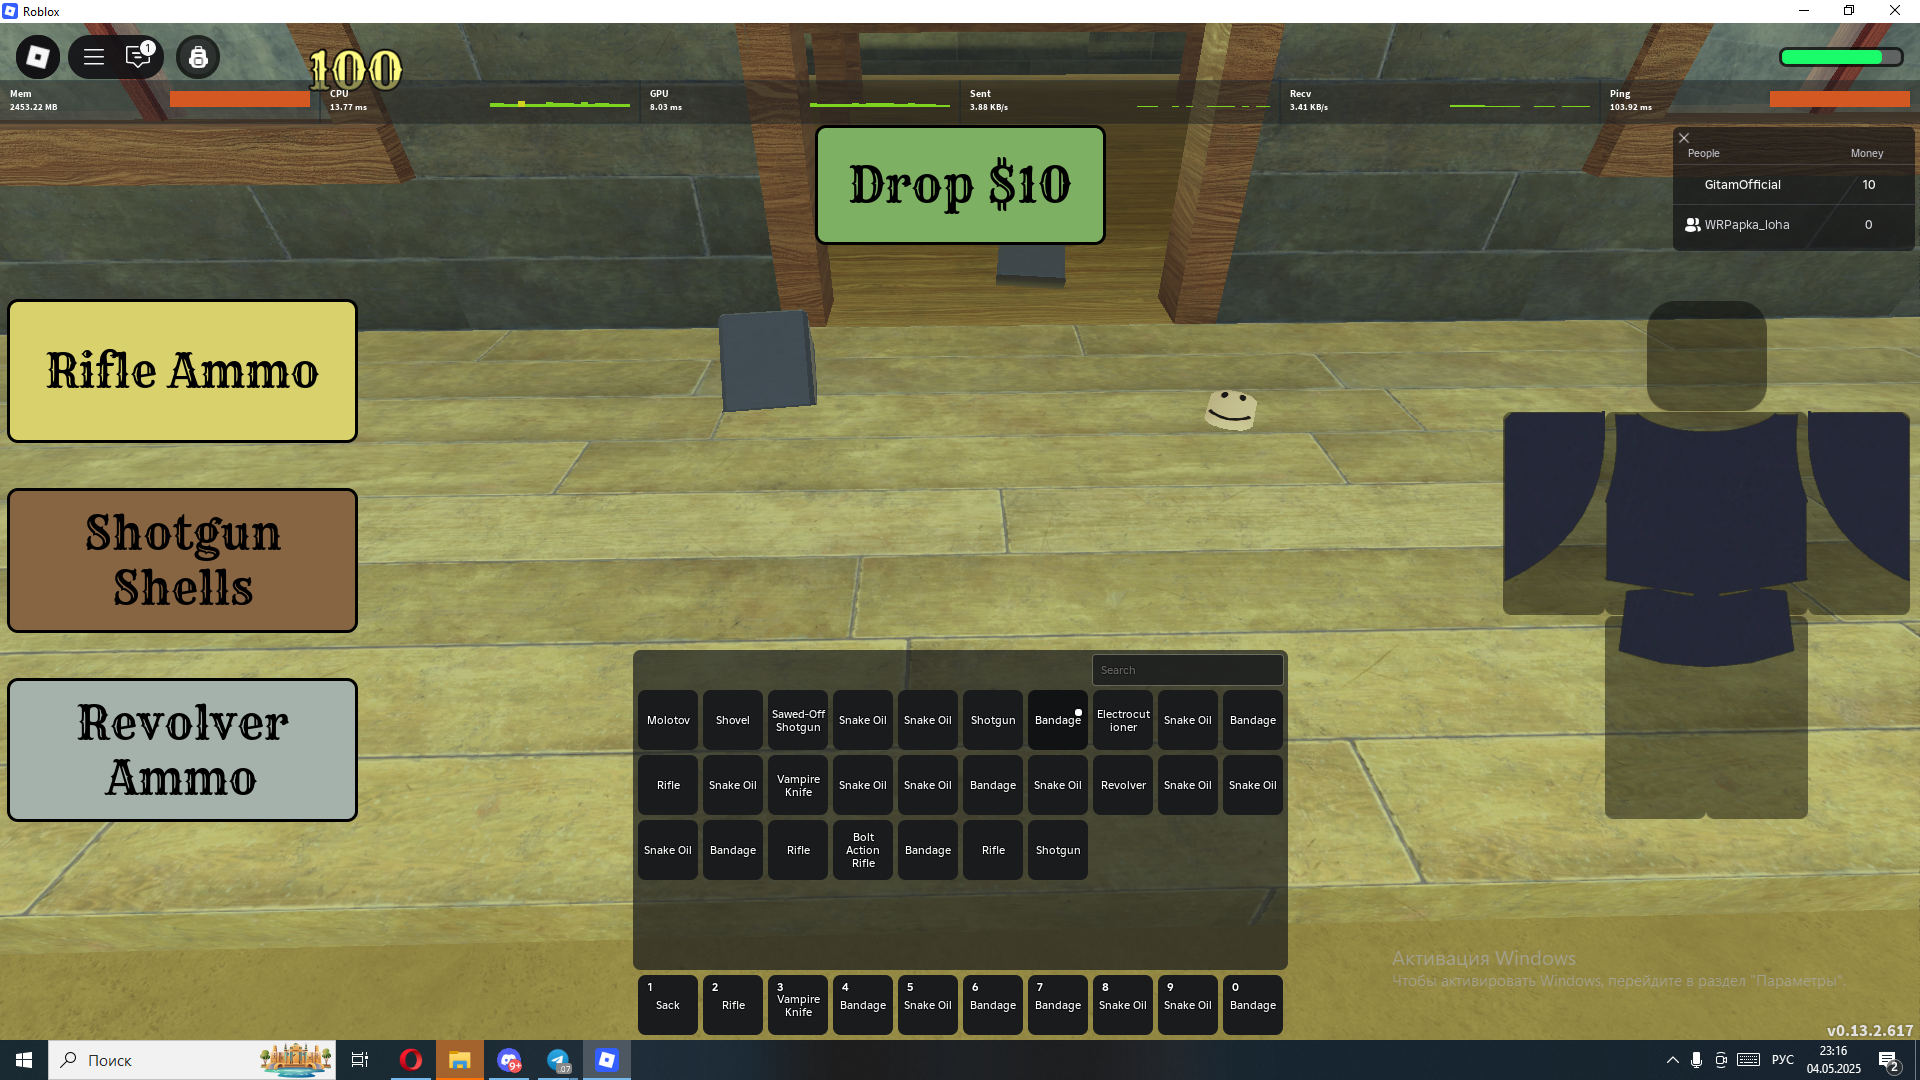 Roblox
1
100
Mem
2453.22 MB
CPU
13.77 ms
GPU
8.03 ms
Sent
3.88 KB/s
Recv
3.41 KB/s
Ping
103.92 ms
Drop $10
People Money
GitamOfficial 10
WRPapka_loha 0
Rifle Ammo
Shotgun
Shells
Revolver
Ammo
Search
Molotov
Shovel
Sawed-Off
Shotgun
Snake Oil
Snake Oil
Shotgun
Bandage
Electrocut
ioner
Snake Oil
Bandage
Rifle
Snake Oil
Vampire
Knife
Snake Oil
Snake Oil
Bandage
Snake Oil
Revolver
Snake Oil
Snake Oil
Snake Oil
Bandage
Rifle
Bolt
Action
Rifle
Bandage
Rifle
Shotgun
1
Sack
2
Rifle
3
Vampire
Knife
4
Bandage
5
Snake Oil
6
Bandage
7
Bandage
8
Snake Oil
9
Snake Oil
0
Bandage
Активация Windows
Чтобы активировать Windows, перейдите в раздел "Параметры".
v0.13.2.617
Поиск
9+
.07
РУС
23:16
04.05.2025
2